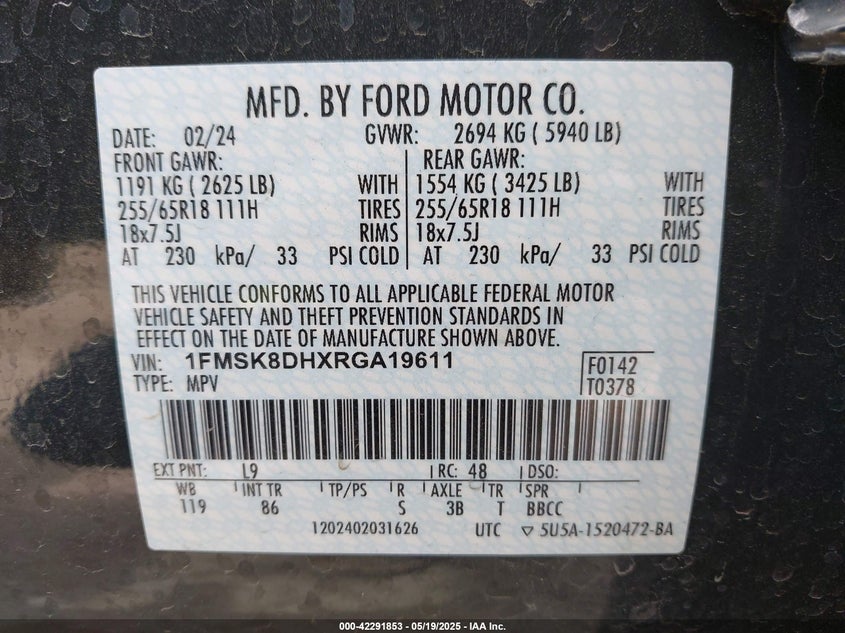 MFD. BY FORD MOTOR CO.
DATE: 02/24 GVWR: 2694 KG ( 5940 LB)
FRONT GAWR: REAR GAWR:
1191 KG ( 2625 LB) WITH 1554 KG ( 3425 LB) WITH
255/65R18 111H TIRES 255/65R18 111H TIRES
18x7.5J RIMS 18x7.5J RIMS
AT 230 kPa/ 33 PSI COLD AT 230 kPa/ 33 PSI COLD
THIS VEHICLE CONFORMS TO ALL APPLICABLE FEDERAL MOTOR
VEHICLE SAFETY AND THEFT PREVENTION STANDARDS IN
EFFECT ON THE DATE OF MANUFACTURE SHOWN ABOVE.
VIN: 1FMSK8DHXRGA19611 F0142
TYPE: MPV T0378
EXT PNT: L9 RC: 48 DSO:
WB INT TR TP/PS R AXLE TR SPR
119 86 S 3B T BBCC
1202402031626 UTC ▽ 5U5A-1520472-BA
000-42291853 - 05/19/2025 - IAA Inc.